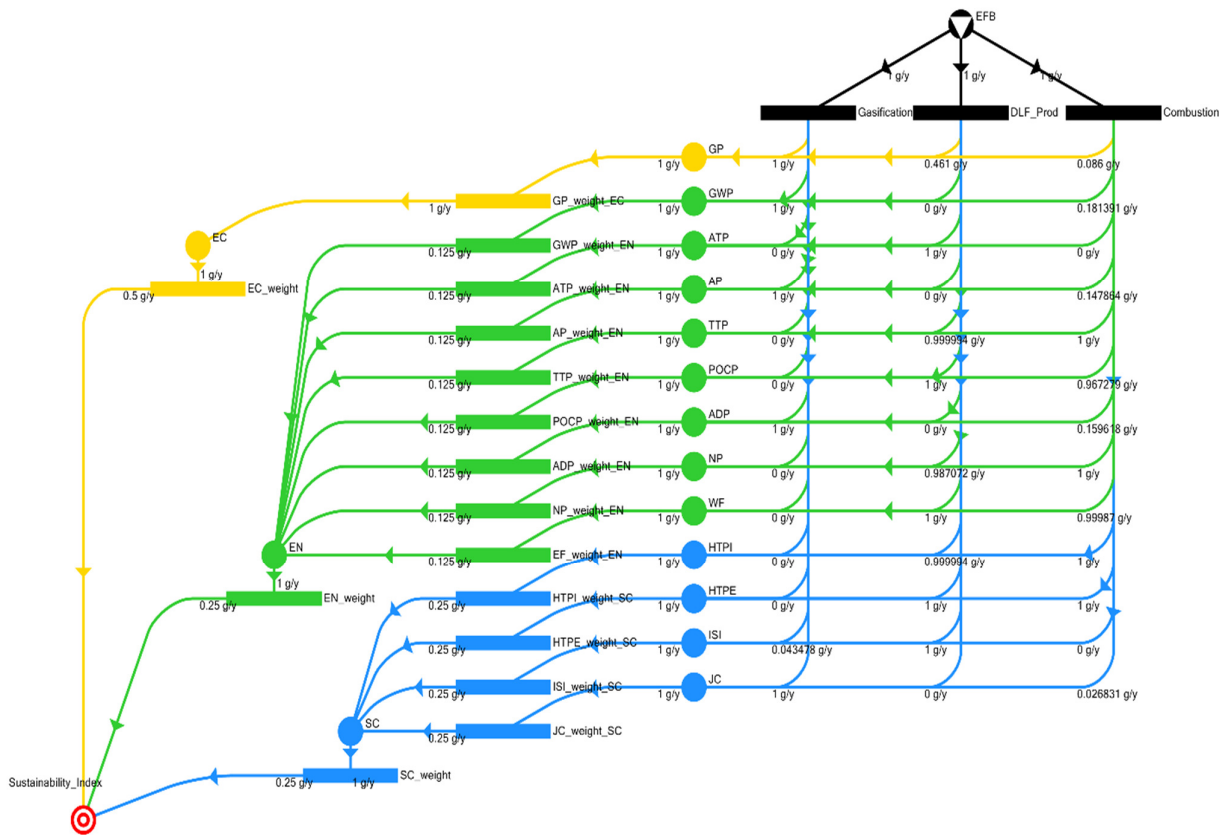 EFB
1 g/y 1 g/y 1 g/y
Gasification DLF_Prod Combustion
GP
1 g/y 1 g/y 0.461 g/y 0.086 g/y
GWP
1 g/y GP_weight_EC 1 g/y 1 g/y 0 g/y 0.181391 g/y
EC ATP
0.125 g/y GWP_weight_EN 1 g/y 0 g/y 1 g/y 0 g/y
1 g/y
AP
0.5 g/y EC_weight 0.125 g/y ATP_weight_EN 1 g/y 1 g/y 0 g/y 0.147864 g/y
TTP
0.125 g/y AP_weight_EN 1 g/y 0 g/y 0.999994 g/y 1 g/y
POCP
0.125 g/y TTP_weight_EN 1 g/y 0 g/y 1 g/y 0.967279 g/y
ADP
0.125 g/y POCP_weight_EN 1 g/y 1 g/y 0 g/y 0.159618 g/y
NP
0.125 g/y ADP_weight_EN 1 g/y 0 g/y 0.987072 g/y 1 g/y
WF
0.125 g/y NP_weight_EN 1 g/y 0 g/y 1 g/y 0.99987 g/y
EN HTPI
0.125 g/y EF_weight_EN 1 g/y 0 g/y 0.999994 g/y 1 g/y
1 g/y
HTPE
0.25 g/y EN_weight 0.25 g/y HTPI_weight_SC 1 g/y 0 g/y 1 g/y 1 g/y
ISI
0.25 g/y HTPE_weight_SC 1 g/y 0.043478 g/y 1 g/y 0 g/y
JC
0.25 g/y ISI_weight_SC 1 g/y 1 g/y 0 g/y 0.026831 g/y
SC
0.25 g/y JC_weight_SC
0.25 g/y 1 g/y SC_weight
Sustainability_Index